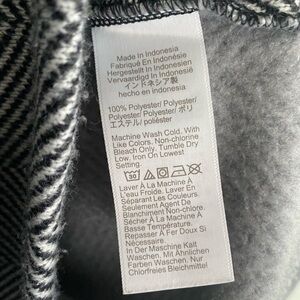 Made In Indonesia
Fabriqué En Indonésie
Hergestellt In Indonesien
Vervaardigd In Indonesië
インドネシア製
hecho en indonesia
100% Polyester/ Polyester/
Polyester/ Polyester/ ポリ
エステル/ poliéster
Machine Wash Cold. With
Like Colors. Non-chlorine
Bleach Only. Tumble Dry
Low, Iron On Lowest
Setting
30
Laver À La Machine À
L'Eau Froide. En
Séparant Les Couleurs.
Seulement Agent De
Blanchiment Non-chlore.
Sécher À La Machine À
Basse Température.
Repasser À Fer Doux Si
Nécessaire.
In Der Maschine Kalt
Waschen. Mit Ähnlichen
Farben Waschen. Nur
Chlorfreies Bleichmittel